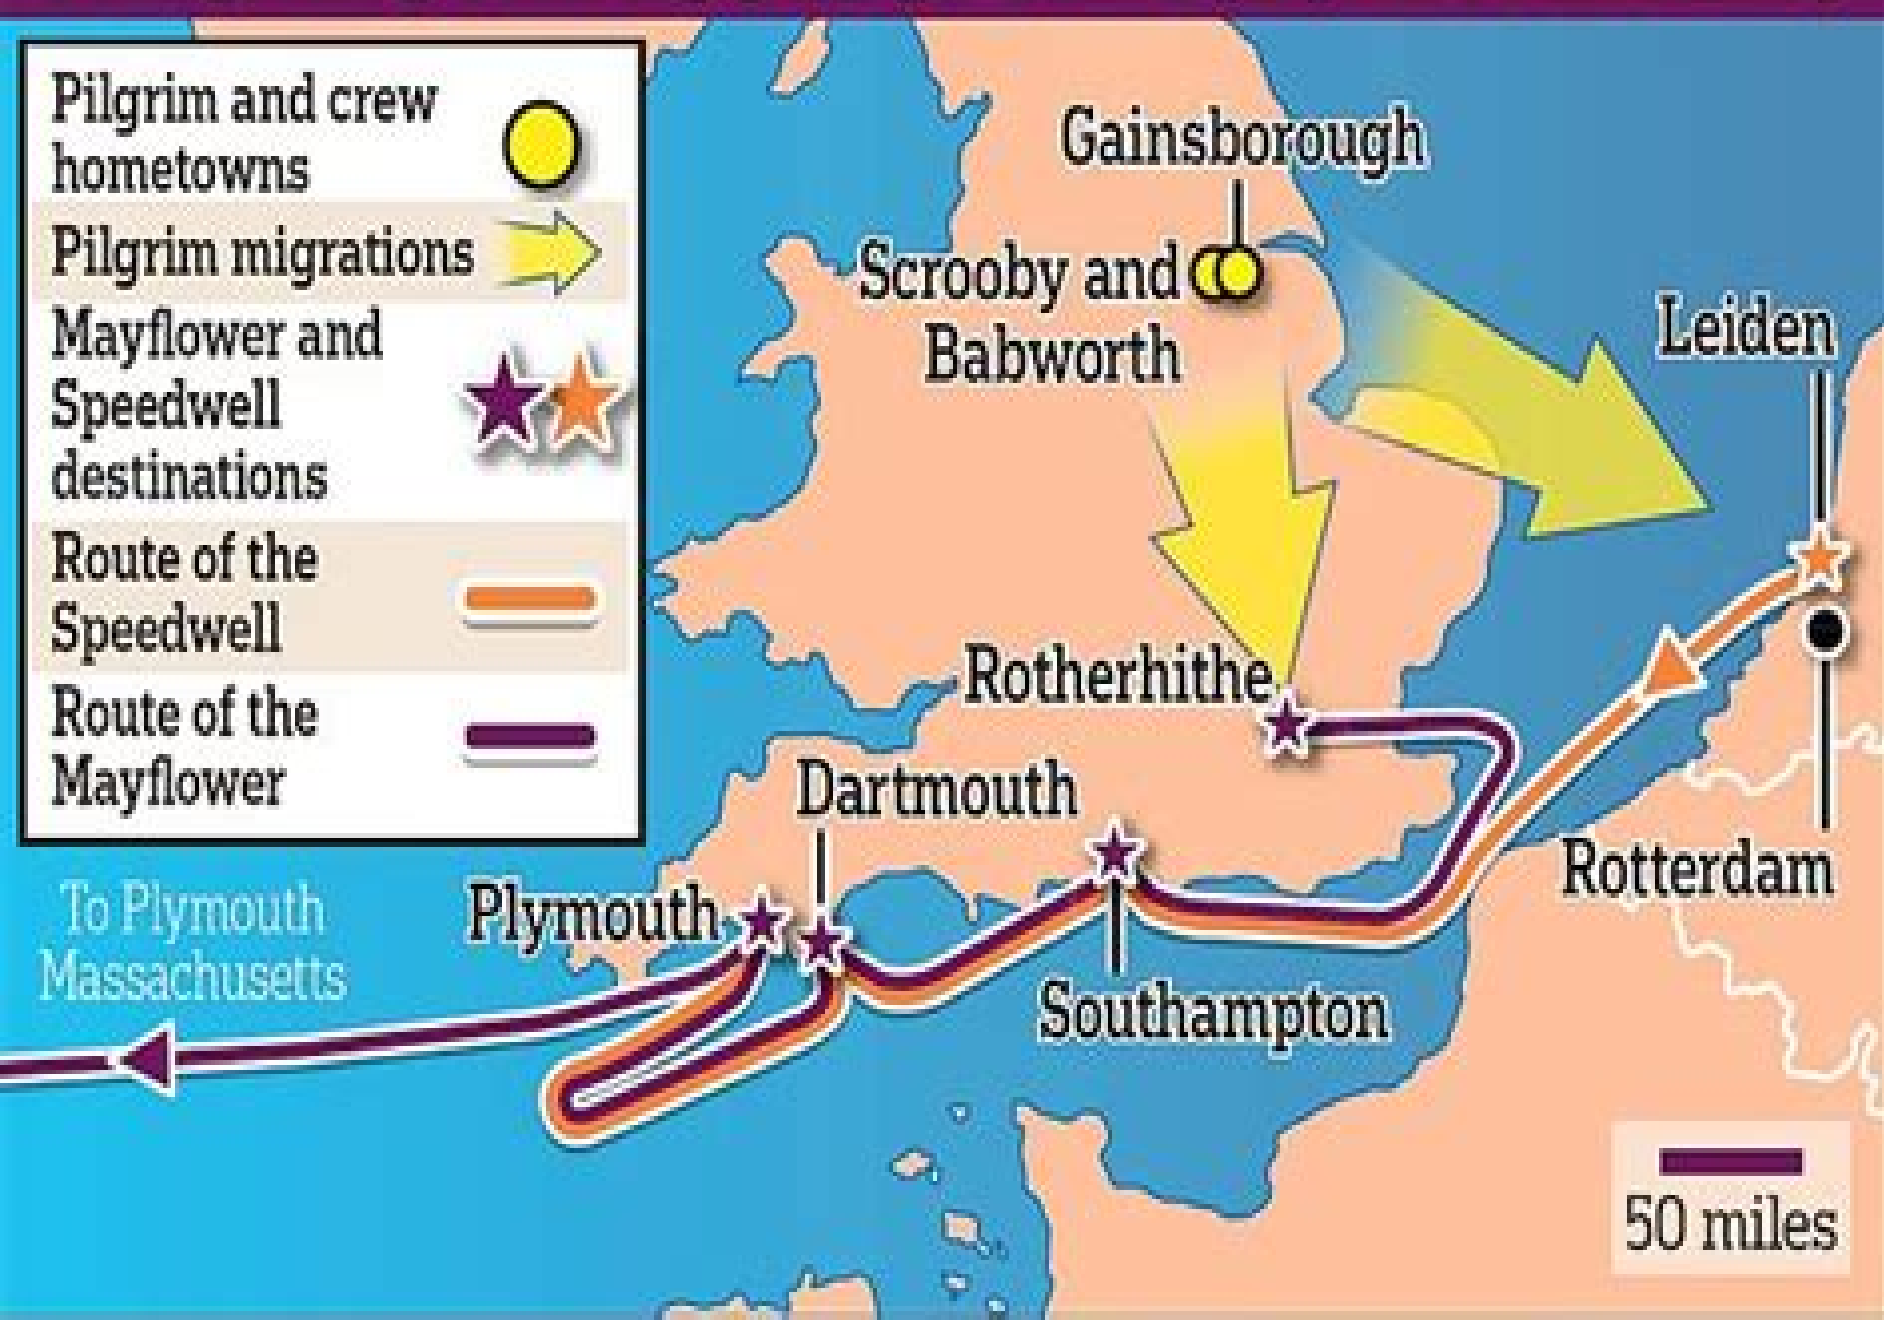 Pilgrim and crew
hometowns
Pilgrim migrations
Mayflower and
Speedwell
destinations
Route of the
Speedwell
Route of the
Mayflower
Gainsborough
Scrooby and
Babworth
Leiden
Rotherhithe
Dartmouth
Rotterdam
Plymouth
To Plymouth
Massachusetts
Southampton
50 miles